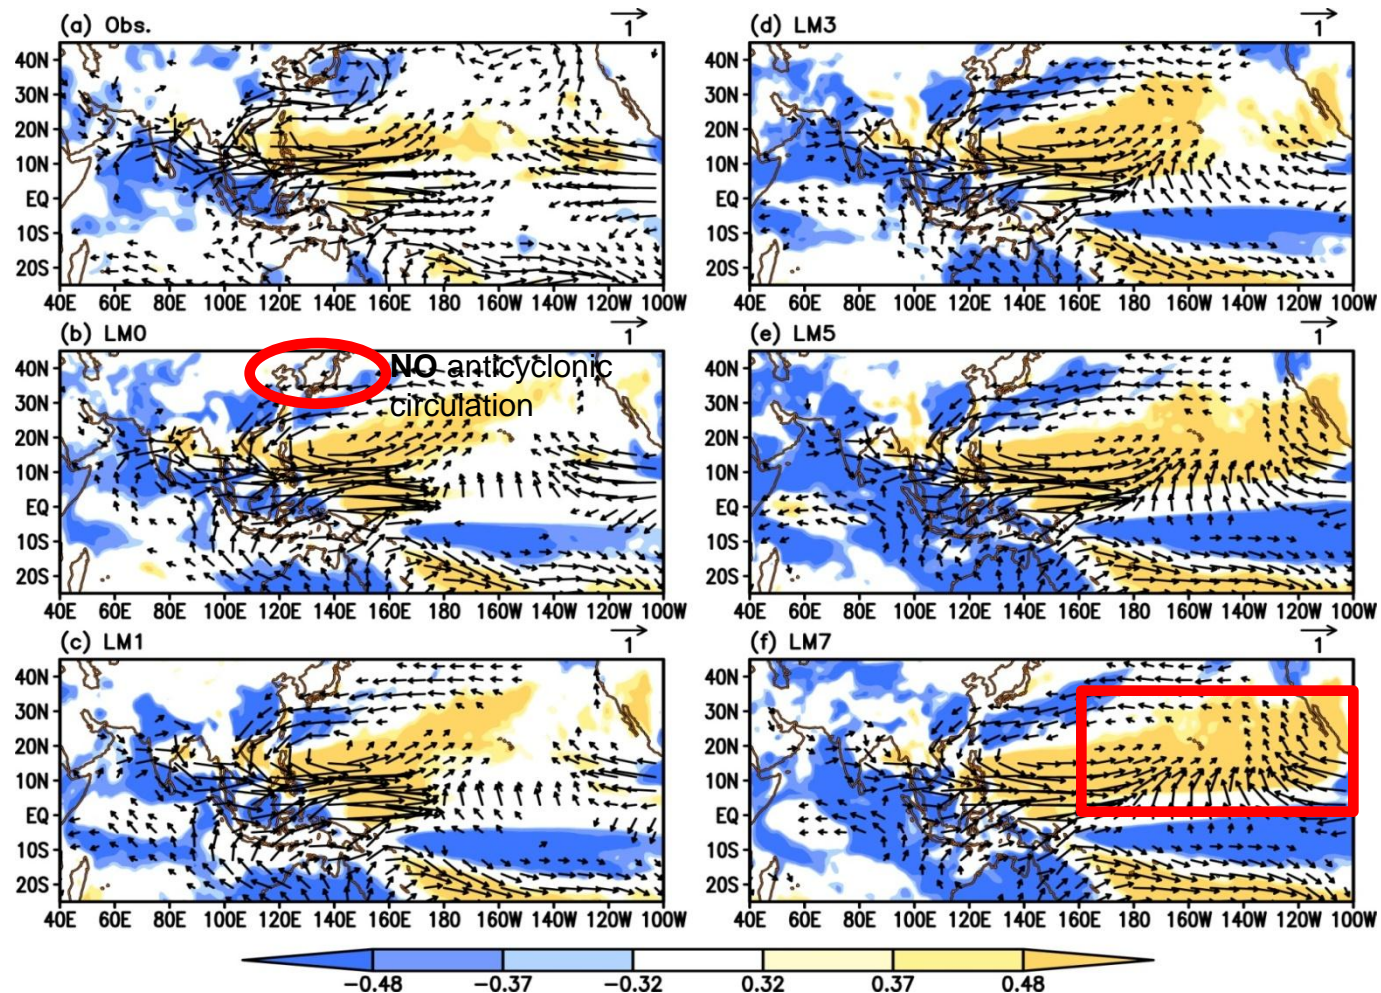 (a) Obs.
1
40N
30N
20N
10N
EQ
10S
20S
40E 60E 80E 100E 120E 140E 160E 180 160W 140W 120W 100W
(d) LM3
1
40N
30N
20N
10N
EQ
10S
20S
40E 60E 80E 100E 120E 140E 160E 180 160W 140W 120W 100W
(b) LM0
1
NO anticyclonic
circulation
40N
30N
20N
10N
EQ
10S
20S
40E 60E 80E 100E 120E 140E 160E 180 160W 140W 120W 100W
(e) LM5
1
40N
30N
20N
10N
EQ
10S
20S
40E 60E 80E 100E 120E 140E 160E 180 160W 140W 120W 100W
(c) LM1
1
40N
30N
20N
10N
EQ
10S
20S
40E 60E 80E 100E 120E 140E 160E 180 160W 140W 120W 100W
(f) LM7
1
40N
30N
20N
10N
EQ
10S
20S
40E 60E 80E 100E 120E 140E 160E 180 160W 140W 120W 100W
-0.48 -0.37 -0.32 0.32 0.37 0.48